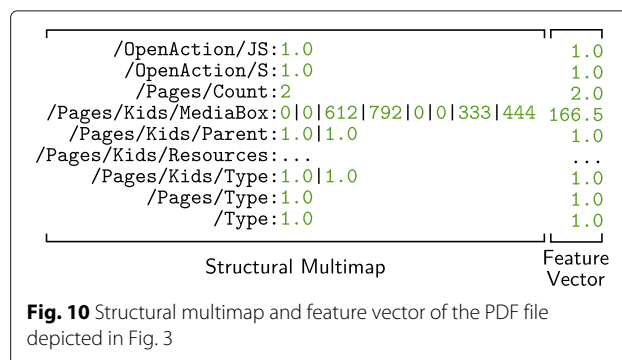 /OpenAction/JS:1.0 1.0
/OpenAction/S:1.0 1.0
/Pages/Count:2 2.0
/Pages/Kids/MediaBox:0|0|612|792|0|0|333|444 166.5
/Pages/Kids/Parent:1.0|1.0 1.0
/Pages/Kids/Resources:... ...
/Pages/Kids/Type:1.0|1.0 1.0
/Pages/Type:1.0 1.0
/Type:1.0 1.0
Structural Multimap
Feature
Vector
Fig. 10 Structural multimap and feature vector of the PDF file
depicted in Fig. 3